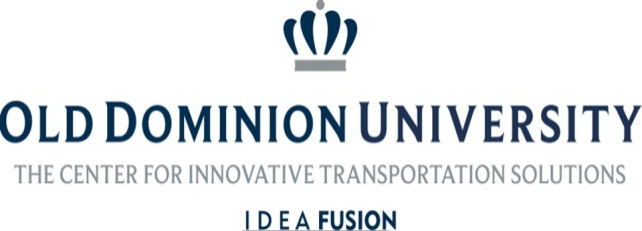 OLD DOMINION UNIVERSITY
THE CENTER FOR INNOVATIVE TRANSPORTATION SOLUTIONS
IDEA FUSION